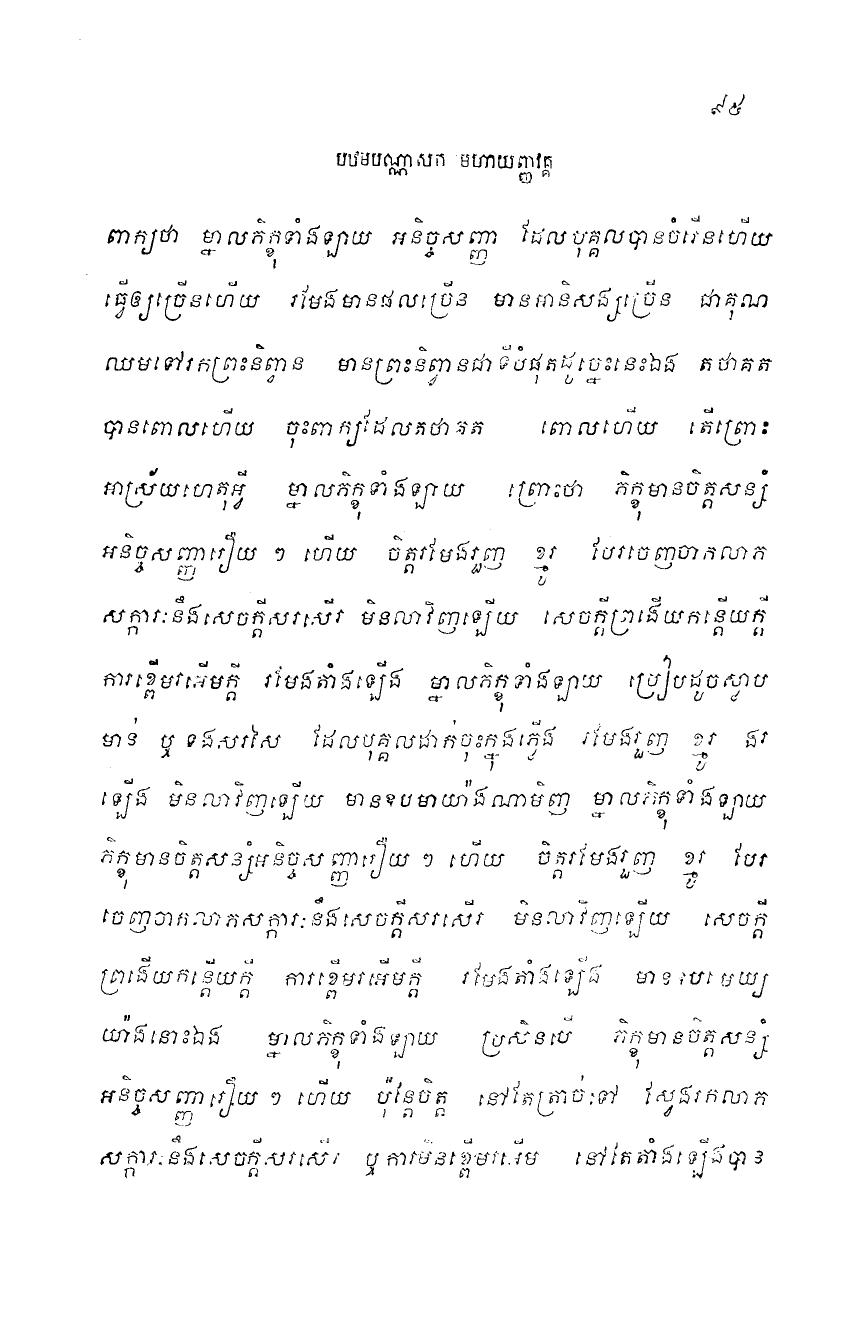 ៩៥
បឋមបណ្ណាសក មហាយញ្ញវគ្គ
ពាក្យថា ម្នាលភិក្ខុទាំងឡាយ អនិច្ចសញ្ញា ដែលបុគ្គលបានចំរើនហើយ
ធ្វើឲ្យច្រើនហើយ រមែងមានផលច្រើន មានអានិសង្សច្រើន ជាគុណ
ឈមទៅរកព្រះនិព្វាន មានព្រះនិព្វានជាទីបំផុតដូច្នេះនេះឯង តថាគត
បានពោលហើយ ចុះពាក្យដែលតថាគត ពោលហើយ តើព្រោះ
អាស្រ័យហេតុអ្វី ម្នាលភិក្ខុទាំងឡាយ ព្រោះថា ភិក្ខុមានចិត្តសន្សំ
អនិច្ចសញ្ញារឿយ ៗ ហើយ ចិត្តរមែងរួញ ខ្មូរ បែរចេញចាកលាភ
សក្ការៈនឹងសេចក្តីសរសើរ មិនលាវិញឡើយ សេចក្តីព្រងើយកន្តើយក្តី
ការខ្ពើមរអើមក្តី រមែងតាំងឡើង ម្នាលភិក្ខុទាំងឡាយ ប្រៀបដូចស្លាប
មាន់ ឬ ទងសរសៃ ដែលបុគ្គលដាក់ចុះក្នុងភ្លើង រមែងរួញ ខ្មូរ ងរ
ឡើង មិនលាវិញឡើយ មានឧបមាយ៉ាងណាមិញ ម្នាលភិក្ខុទាំងឡាយ
ភិក្ខុមានចិត្តសន្សំអនិច្ចសញ្ញារឿយ ៗ ហើយ ចិត្តរមែងរួញ ខ្មូរ បែរ
ចេញចាកលាភសក្ការៈនឹងសេចក្តីសរសើរ មិនលាវិញឡើយ សេចក្តី
ព្រងើយកន្តើយក្តី ការខ្ពើមរអើមក្តី រមែងតាំងឡើង មានឧបមេយ្យ
យ៉ាងនោះឯង ម្នាលភិក្ខុទាំងឡាយ ប្រសិនបើ ភិក្ខុមានចិត្តសន្សំ
អនិច្ចសញ្ញារឿយ ៗ ហើយ ប៉ុន្តែចិត្ត នៅតែត្រាច់ទៅ ស្វែងរកលាភ
សក្ការៈនឹងសេចក្តីសរសើរ ឬការមិនខ្ពើមរអើម នៅតែតាំងឡើងបាន